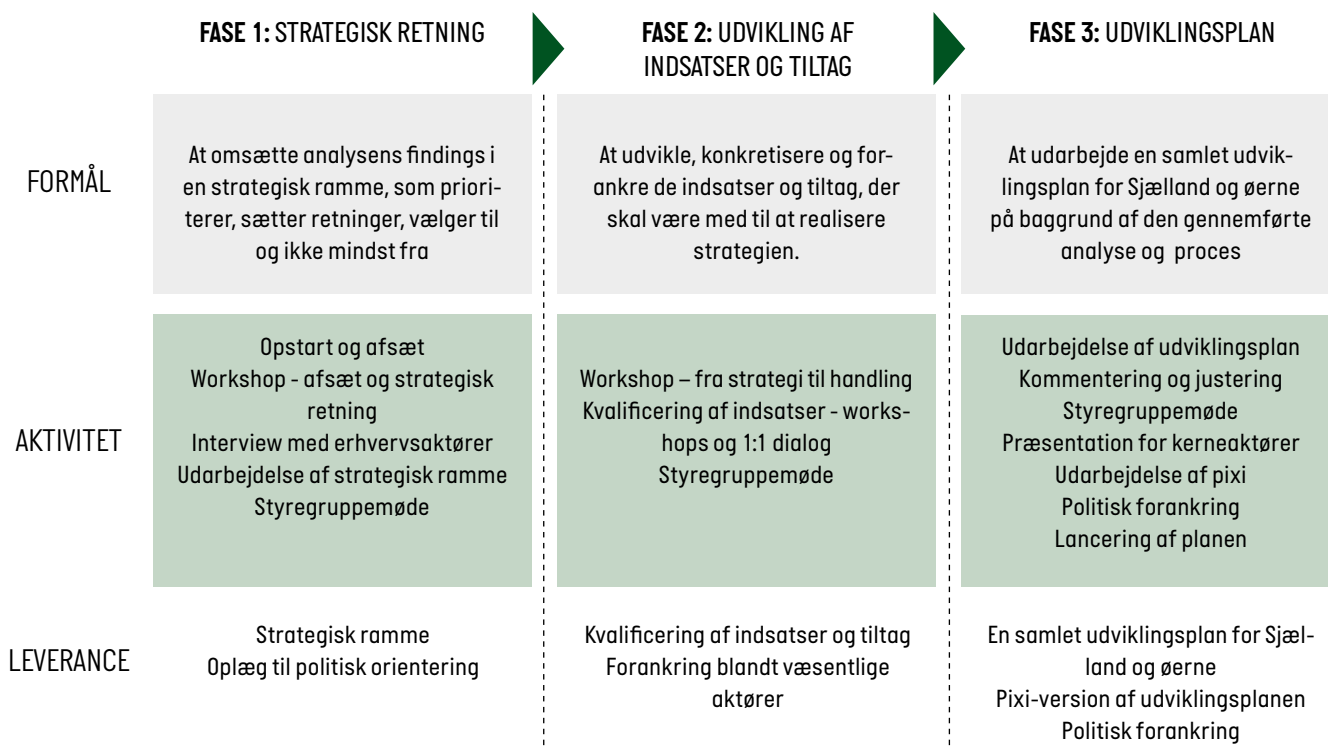 FASE 1: STRATEGISK RETNING
FASE 2: UDVIKLING AF
INDSATSER OG TILTAG
FASE 3: UDVIKLINGSPLAN
FORMÅL
At omsætte analysens findings i
en strategisk ramme, som priori-
terer, sætter retninger, vælger til
og ikke mindst fra
At udvikle, konkretisere og for-
ankre de indsatser og tiltag, der
skal være med til at realisere
strategien.
At udarbejde en samlet udvik-
lingsplan for Sjælland og øerne
på baggrund af den gennemførte
analyse og proces
AKTIVITET
Opstart og afsæt
Workshop - afsæt og strategisk
retning
Interview med erhvervsaktører
Udarbejdelse af strategisk ramme
Styregruppemøde
Workshop – fra strategi til handling
Kvalificering af indsatser - works-
hops og 1:1 dialog
Styregruppemøde
Udarbejdelse af udviklingsplan
Kommentering og justering
Styregruppemøde
Præsentation for kerneaktører
Udarbejdelse af pixi
Politisk forankring
Lancering af planen
LEVERANCE
Strategisk ramme
Oplæg til politisk orientering
Kvalificering af indsatser og tiltag
Forankring blandt væsentlige
aktører
En samlet udviklingsplan for Sjæl-
land og øerne
Pixi-version af udviklingsplanen
Politisk forankring